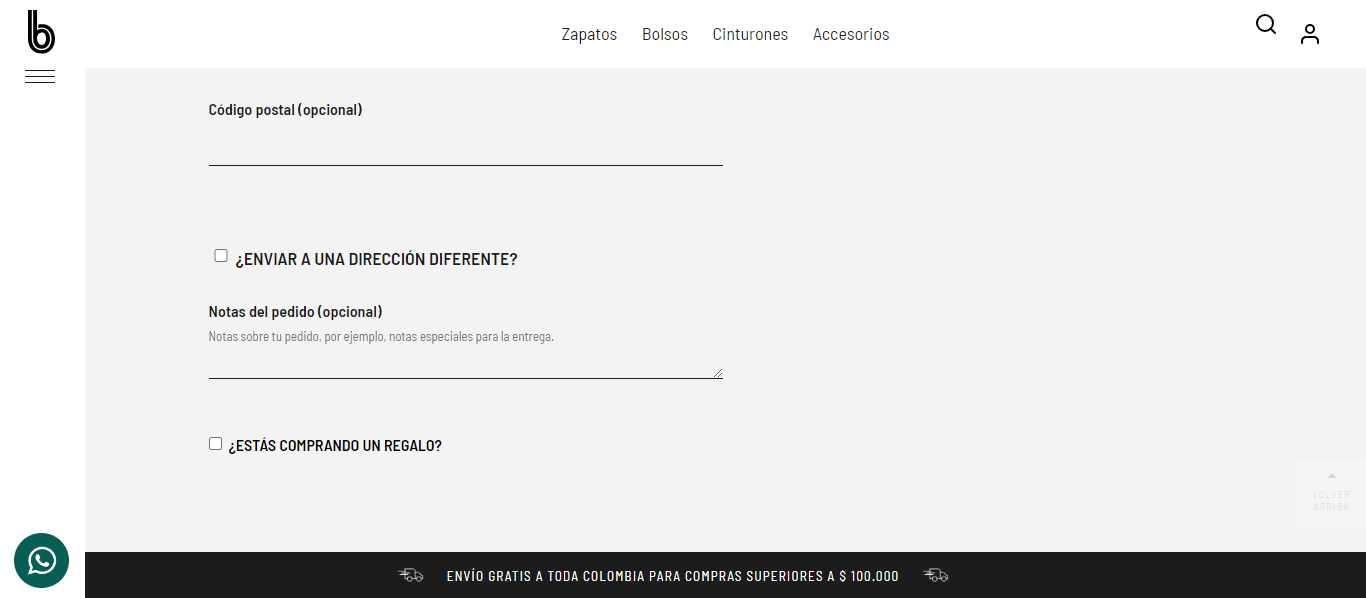 b
Zapatos Bolsos Cinturones Accesorios
Código postal (opcional)
¿ENVIAR A UNA DIRECCIÓN DIFERENTE?
Notas del pedido (opcional)
Notas sobre tu pedido, por ejemplo, notas especiales para la entrega.
¿ESTÁS COMPRANDO UN REGALO?
VOLVER
ARRIBA
ENVÍO GRATIS A TODA COLOMBIA PARA COMPRAS SUPERIORES A $ 100.000